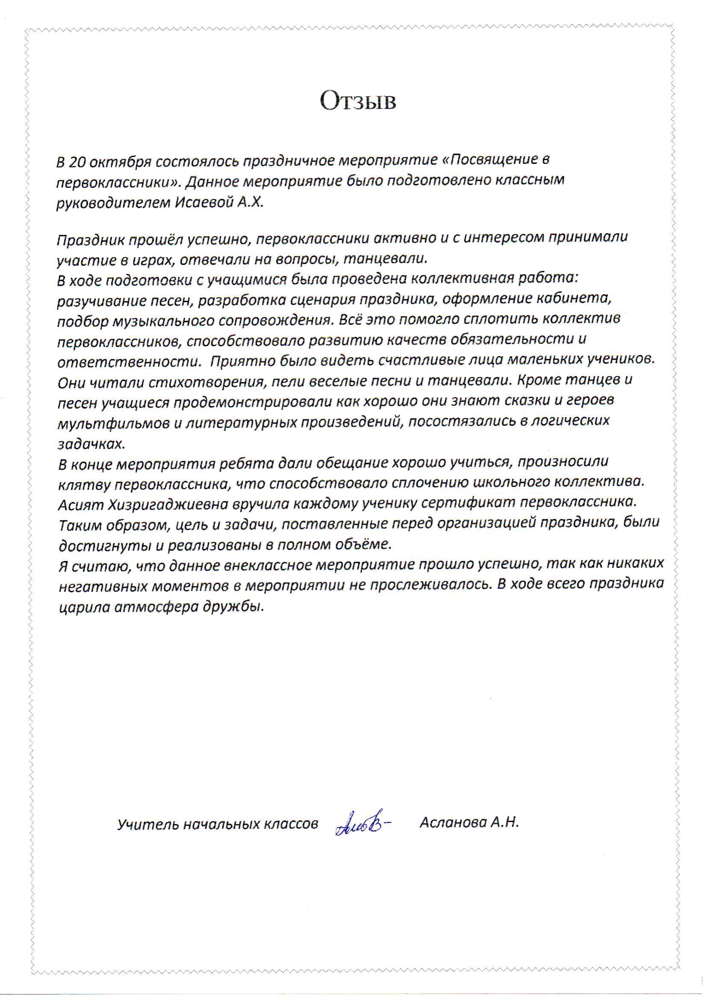 Отзыв
В 20 октября состоялось праздничное мероприятие «Посвящение в
первоклассники». Данное мероприятие было подготовлено классным
руководителем Исаевой А.Х.
Праздник прошёл успешно, первоклассники активно и с интересом принимали
участие в играх, отвечали на вопросы, танцевали.
В ходе подготовки с учащимися была проведена коллективная работа:
разучивание песен, разработка сценария праздника, оформление кабинета,
подбор музыкального сопровождения. Всё это помогло сплотить коллектив
первоклассников, способствовало развитию качеств обязательности и
ответственности.  Приятно было видеть счастливые лица маленьких учеников.
Они читали стихотворения, пели веселые песни и танцевали. Кроме танцев и
песен учащиеся продемонстрировали как хорошо они знают сказки и героев
мультфильмов и литературных произведений, посостязались в логических
задачках.
В конце мероприятия ребята дали обещание хорошо учиться, произносили
клятву первоклассника, что способствовало сплочению школьного коллектива.
Асият Хизригаджиевна вручила каждому ученику сертификат первоклассника.
Таким образом, цель и задачи, поставленные перед организацией праздника, были
достигнуты и реализованы в полном объёме.
Я считаю, что данное внеклассное мероприятие прошло успешно, так как никаких
негативных моментов в мероприятии не прослеживалось. В ходе всего праздника
царила атмосфера дружбы.
Учитель начальных классов Асланова А.Н.